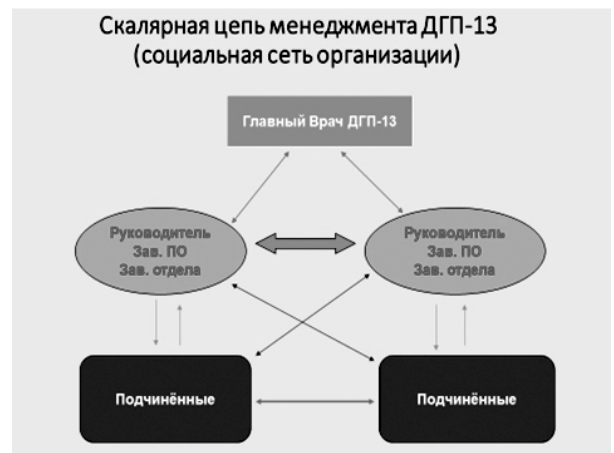 Скалярная цепь менеджмента ДГП-13
(социальная сеть организации)
Главный Врач ДГП-13
Руководитель
Зав. ПО
Зав. отдела
Руководитель
Зав. ПО
Зав. отдела
Подчинённые
Подчинённые